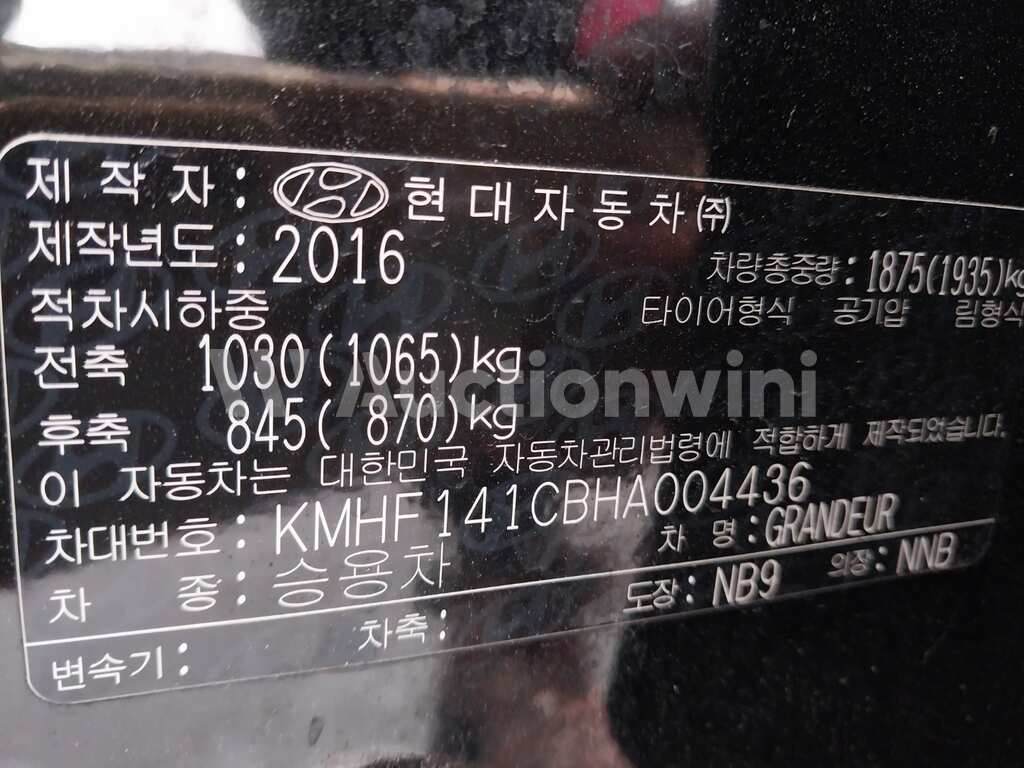 제 작 자 : 현대자동차(주)
제작년도 : 2016
차량총중량 : 1875(1935)kg
적차시하중
타이어형식 공기압 림형식
전축 1030(1065)kg
후축 845( 870)kg
W Auctionwini
이 자동차는 대한민국 자동차관리법령에 적합하게 제작되었습니다.
차대번호 : KMHF141CBHA004436
차 명 : GRANDEUR
차 종 : 승용차
도장 : NB9 의장 : NNB
변속기 : 차축 :